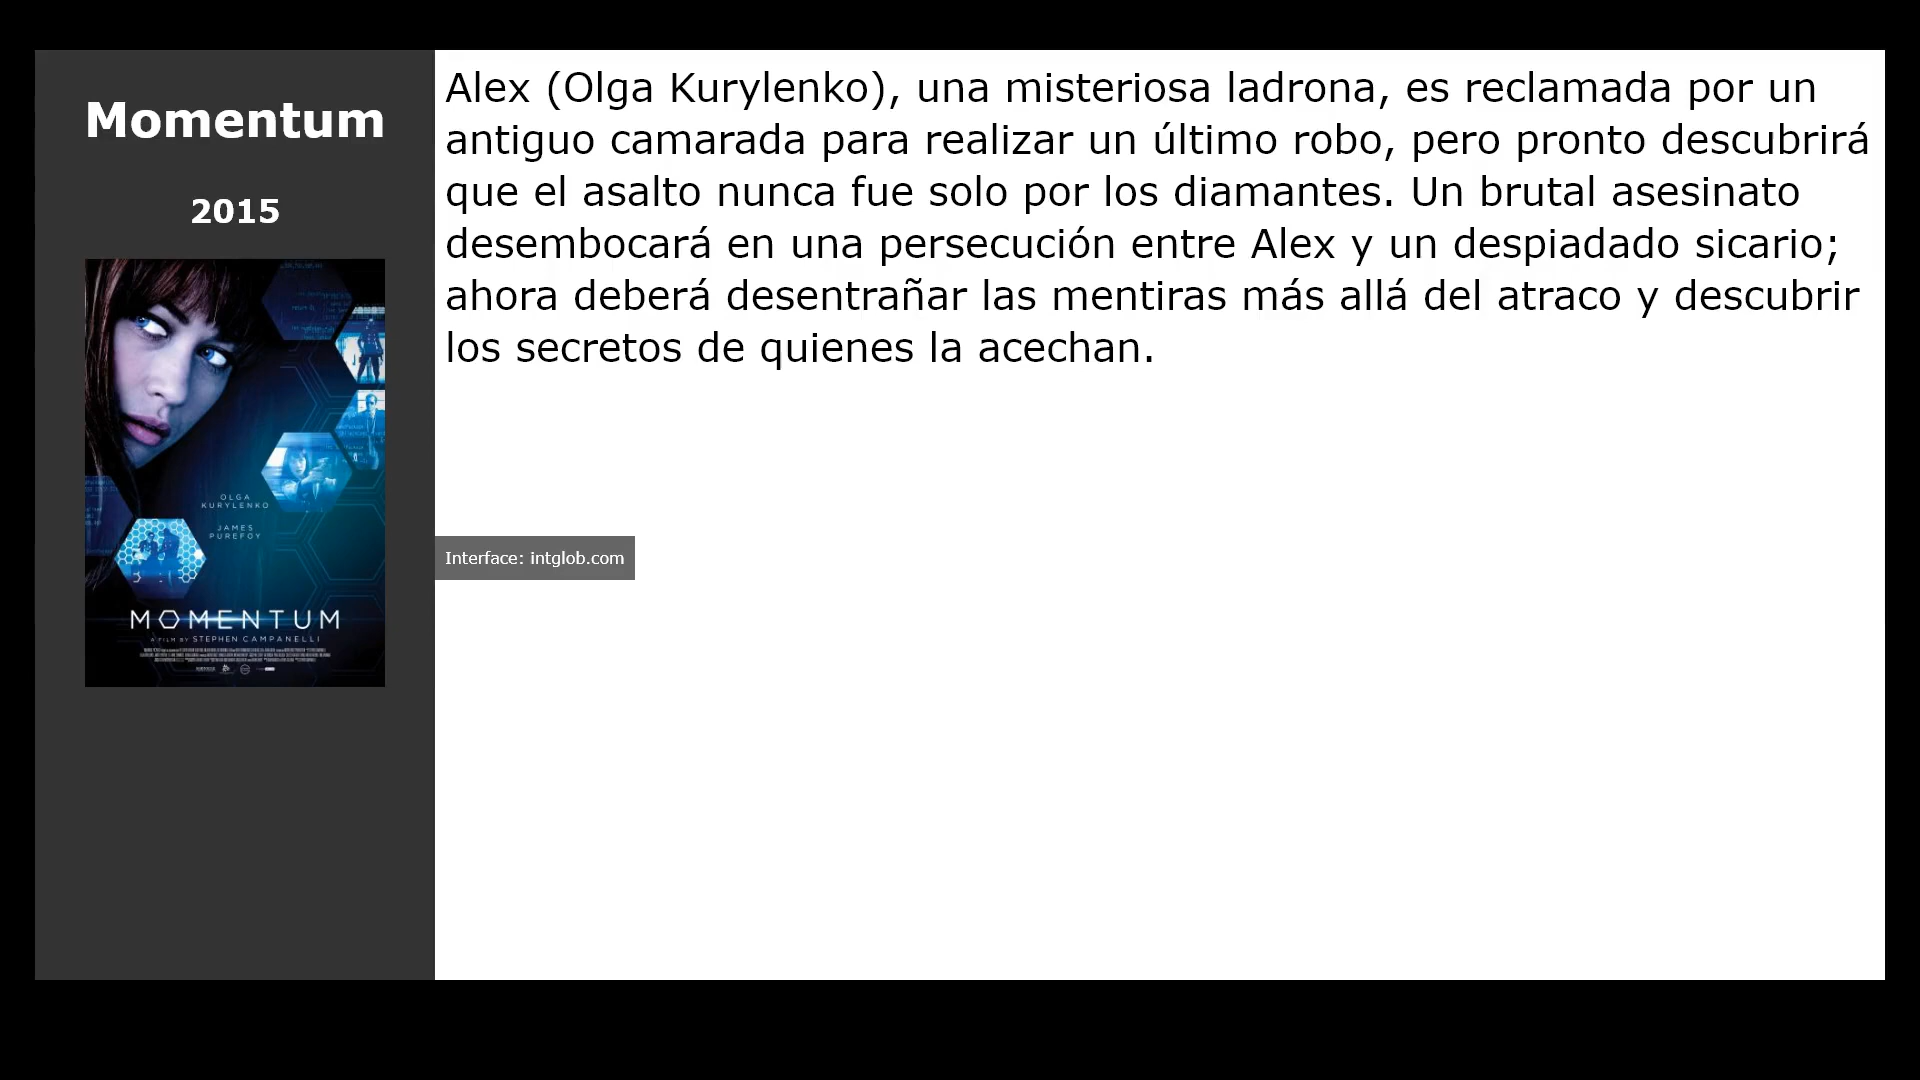 Momentum
2015
OLGA
KURYLENKO
JAMES
PUREFOY
MOMENTUM
A FILM BY STEPHEN CAMPANELLI
Alex (Olga Kurylenko), una misteriosa ladrona, es reclamada por un
antiguo camarada para realizar un último robo, pero pronto descubrirá
que el asalto nunca fue solo por los diamantes. Un brutal asesinato
desembocará en una persecución entre Alex y un despiadado sicario;
ahora deberá desentrañar las mentiras más allá del atraco y descubrir
los secretos de quienes la acechan.
Interface: intglob.com